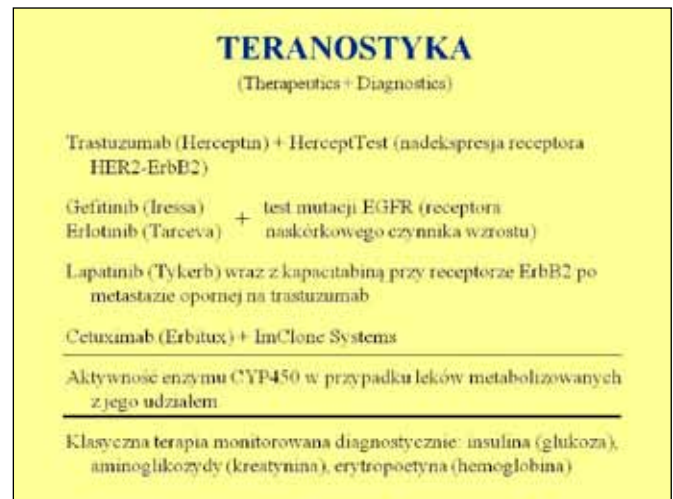 TERANOSTYKA
(Therapeutics + Diagnostics)
Trastuzumab (Herceptin) + HerceptTest (nadekspresja receptora
HER2-ErbB2)
Gefitinib (Iressa)
Erlotinib (Tarceva)
+
test mutacji EGFR (receptora
naskórkowego czynnika wzrostu)
Lapatinib (Tykerb) wraz z kapacitabiną przy receptorze ErbB2 po
metastazie opornej na trastuzumab
Cetuximab (Erbitux) + ImClone Systems
Aktywność enzymu CYP450 w przypadku leków metabolizowanych
z jego udziałem
Klasyczna terapia monitorowana diagnostycznie: insulina (glukoza),
aminoglikozydy (kreatynina), erytropoetyna (hemoglobina)